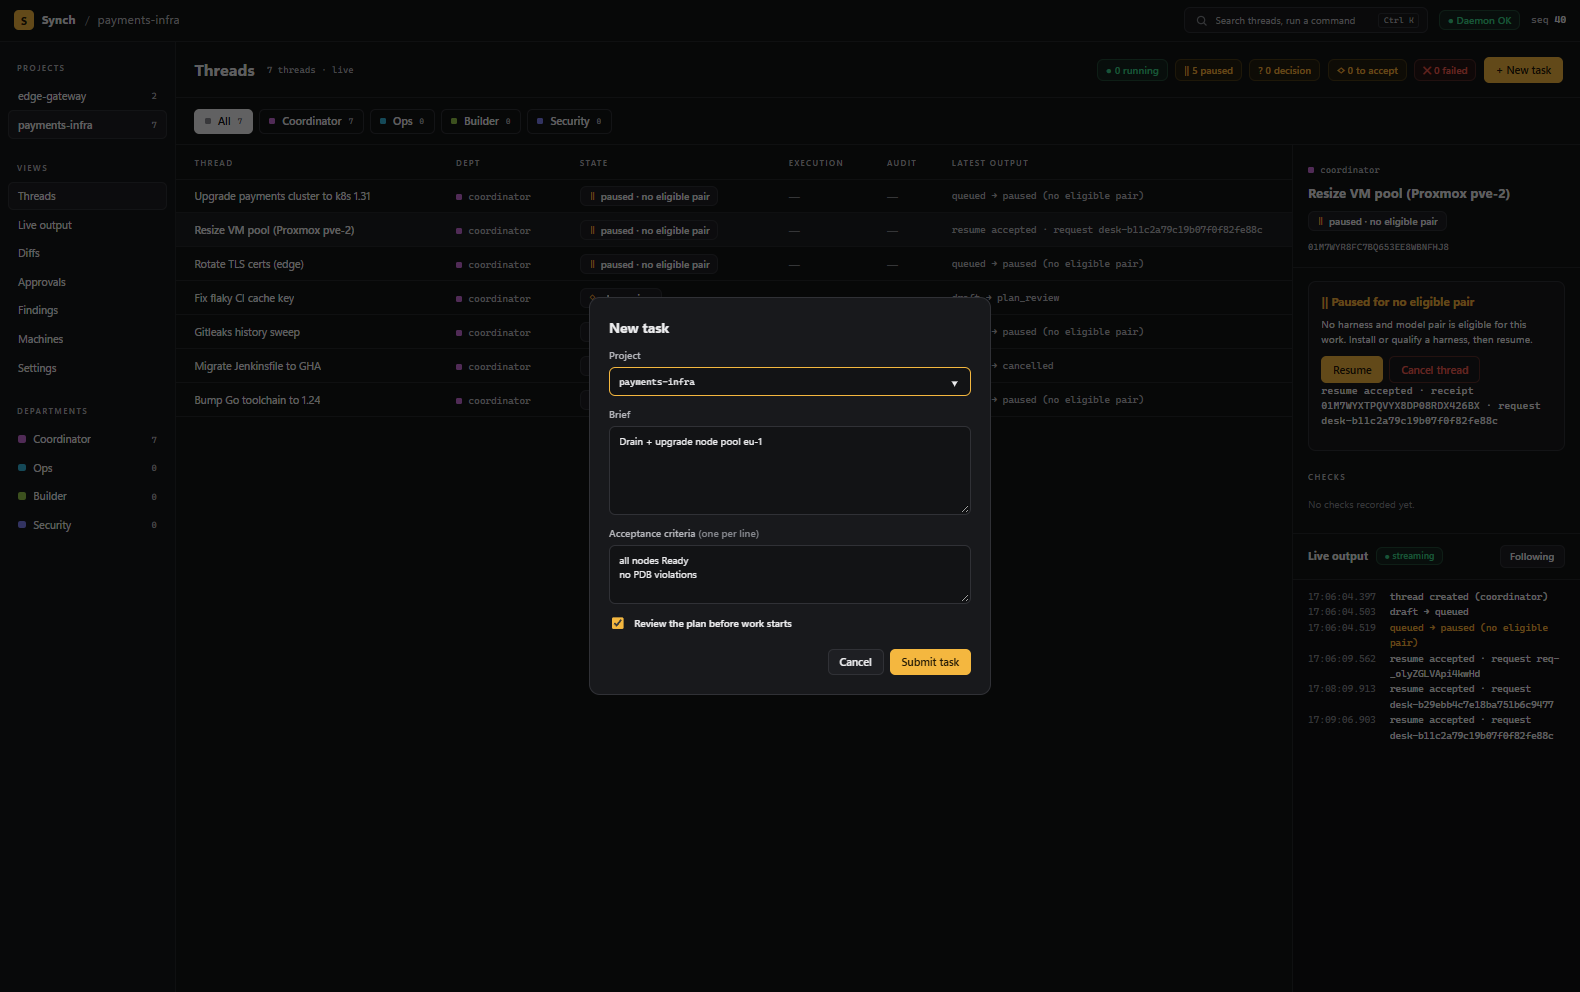 S Synch / payments-infra
Search threads, run a command Ctrl K
Daemon OK
seq 40
PROJECTS
edge-gateway 2
payments-infra 7
VIEWS
Threads
Live output
Diffs
Approvals
Findings
Machines
Settings
DEPARTMENTS
Coordinator 7
Ops 0
Builder 0
Security 0
Threads 7 threads · live
0 running
5 paused
? 0 decision
0 to accept
0 failed
+ New task
All 7
Coordinator 7
Ops 0
Builder 0
Security 0
THREAD DEPT STATE EXECUTION AUDIT LATEST OUTPUT
Upgrade payments cluster to k8s 1.31 coordinator paused · no eligible pair — — queued → paused (no eligible pair)
Resize VM pool (Proxmox pve-2) coordinator paused · no eligible pair — — resume accepted · request desk-b11c2a79c19b07f0f82fe88c
Rotate TLS certs (edge) coordinator paused · no eligible pair — — queued → paused (no eligible pair)
Fix flaky CI cache key coordinator draft → plan_review
Gitleaks history sweep coordinator → paused (no eligible pair)
Migrate Jenkinsfile to GHA coordinator → cancelled
Bump Go toolchain to 1.24 coordinator → paused (no eligible pair)
New task
Project
payments-infra
Brief
Drain + upgrade node pool eu-1
Acceptance criteria (one per line)
all nodes Ready
no PDB violations
Review the plan before work starts
Cancel
Submit task
coordinator
Resize VM pool (Proxmox pve-2)
paused · no eligible pair
01M7WYR8FC7BQ653EE8WBNFHJ8
Paused for no eligible pair
No harness and model pair is eligible for this
work. Install or qualify a harness, then resume.
Resume
Cancel thread
resume accepted · receipt
01M7WYXTPQVYX8DP08RDX426BX · request
desk-b11c2a79c19b07f0f82fe88c
CHECKS
No checks recorded yet.
Live output
streaming
Following
17:06:04.397 thread created (coordinator)
17:06:04.503 draft → queued
17:06:04.519 queued → paused (no eligible
pair)
17:06:09.562 resume accepted · request req-
_olyZGLVApi4kwHd
17:08:09.913 resume accepted · request
desk-b29ebb4c7e18ba751b6c9477
17:09:06.903 resume accepted · request
desk-b11c2a79c19b07f0f82fe88c